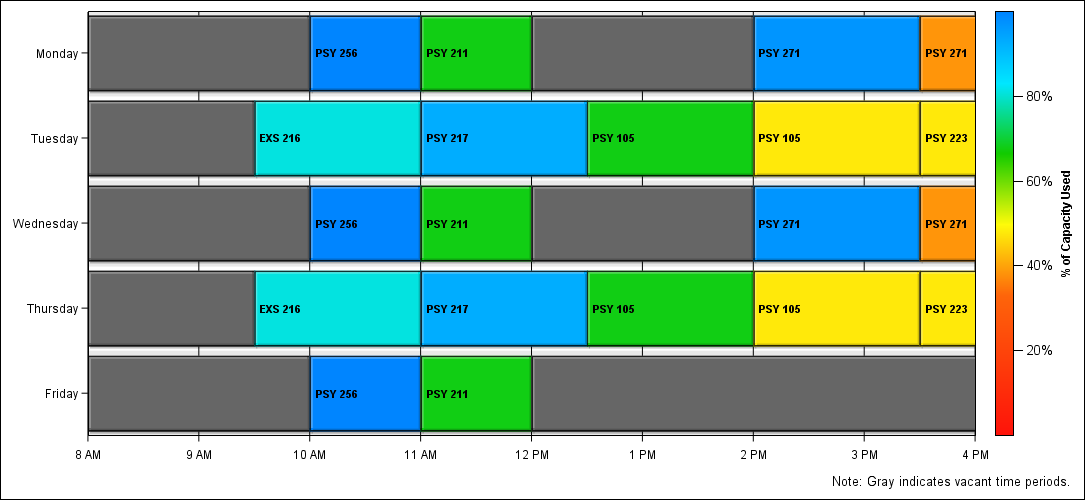 Monday
PSY 256
PSY 211
PSY 271
PSY 271
Tuesday
EXS 216
PSY 217
PSY 105
PSY 105
PSY 223
Wednesday
PSY 256
PSY 211
PSY 271
PSY 271
Thursday
EXS 216
PSY 217
PSY 105
PSY 105
PSY 223
Friday
PSY 256
PSY 211
8 AM
9 AM
10 AM
11 AM
12 PM
1 PM
2 PM
3 PM
4 PM
80%
60%
40%
20%
% of Capacity Used
Note: Gray indicates vacant time periods.